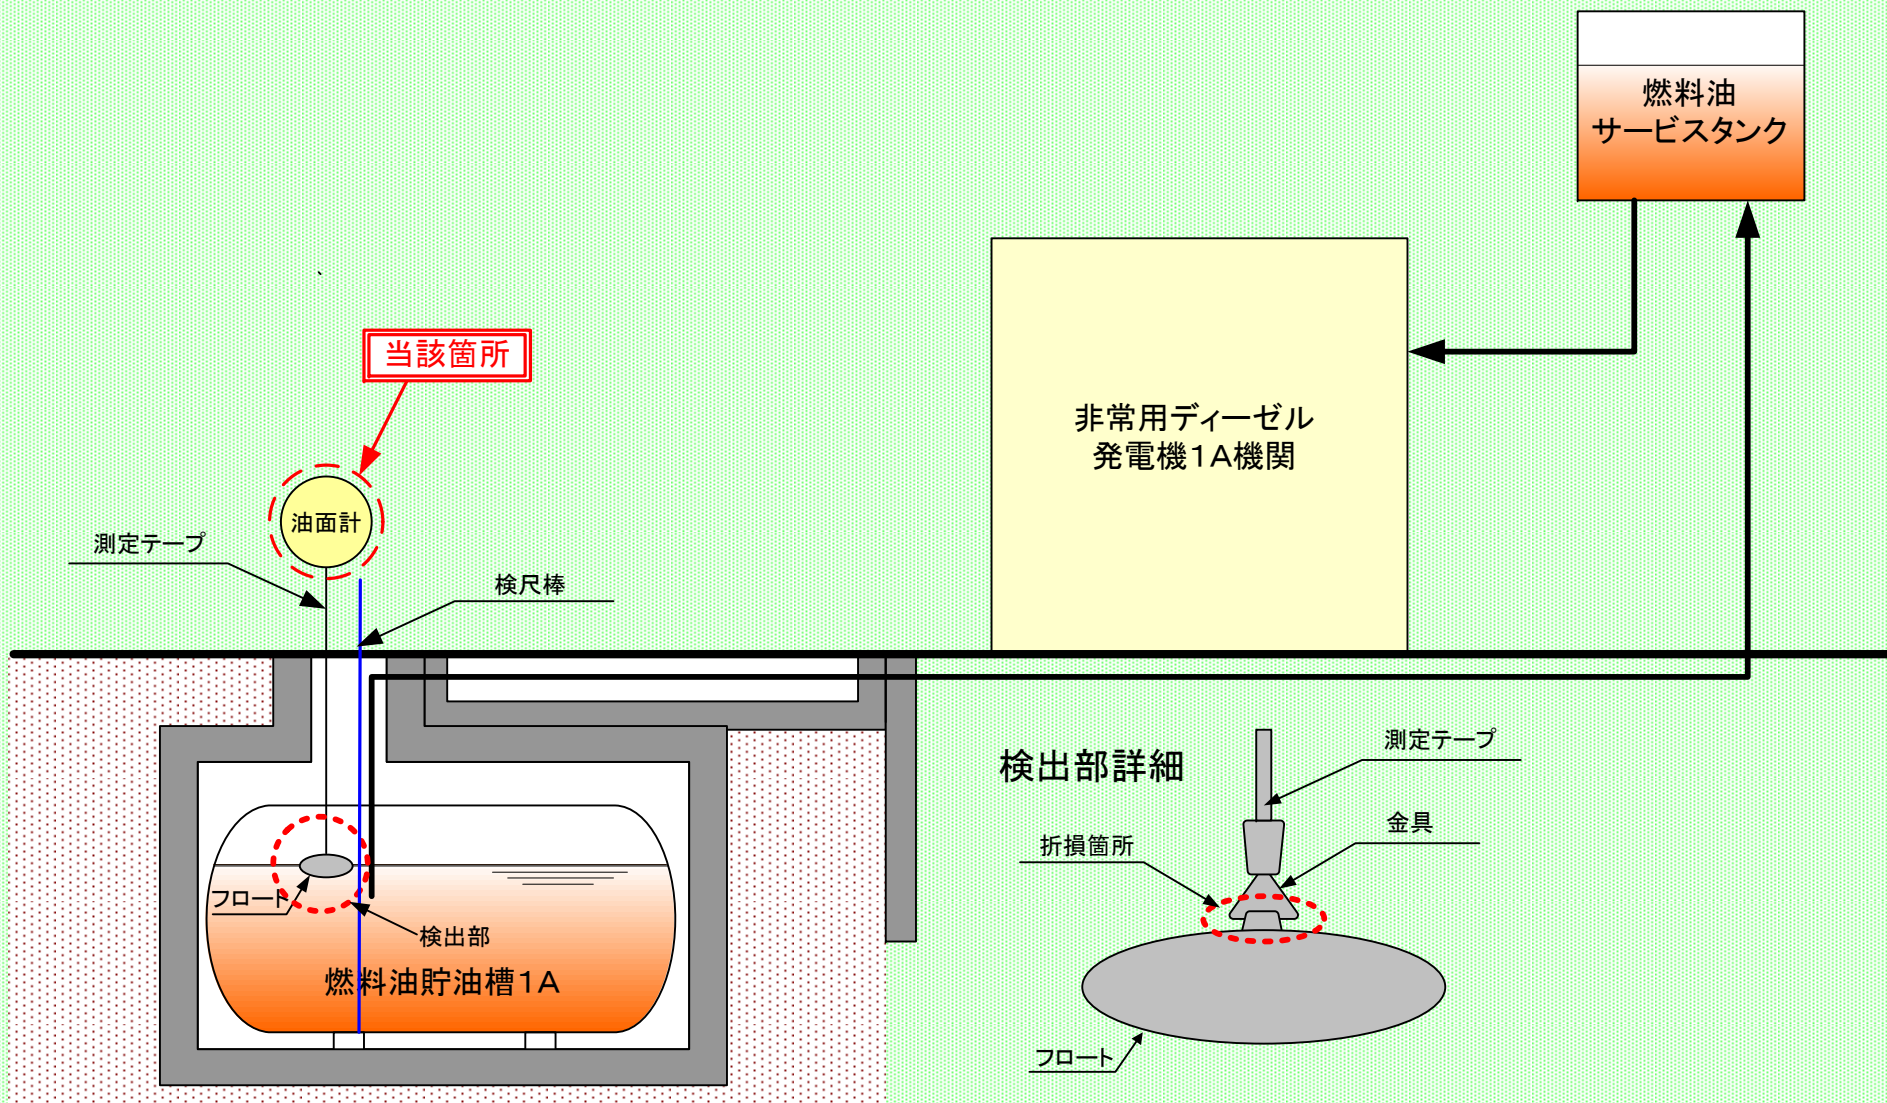 燃料油
サービスタンク
当該箇所
非常用ディーゼル
発電機1A機関
油面計
測定テープ
検尺棒
検出部詳細
測定テープ
金具
折損箇所
フロート
検出部
燃料油貯油槽1A
フロート